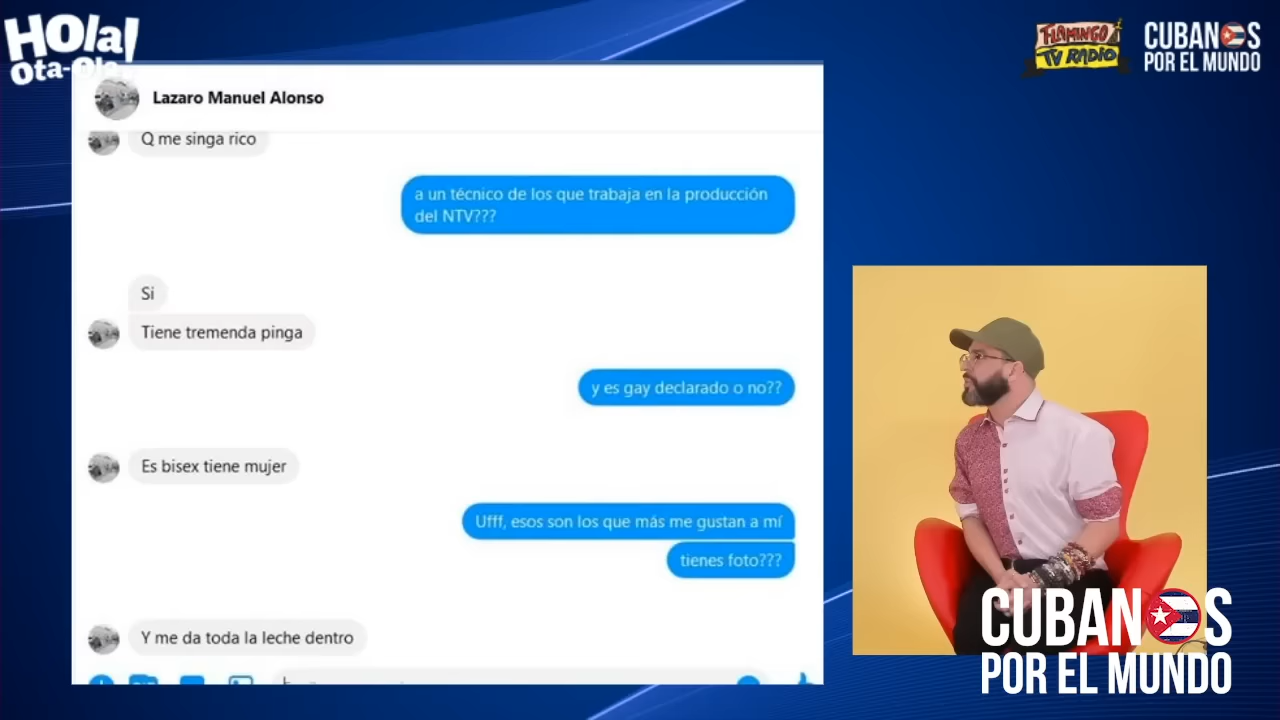 Hola!
Ota-Ola
FLAMINGO
TV RADIO
CUBANOS
POR EL MUNDO
Lazaro Manuel Alonso
Q me singa rico
a un técnico de los que trabaja en la producción
del NTV???
Si
Tiene tremenda pinga
y es gay declarado o no??
Es bisex tiene mujer
Ufff, esos son los que más me gustan a mí
tienes foto???
Y me da toda la leche dentro
CUBANOS
POR EL MUNDO